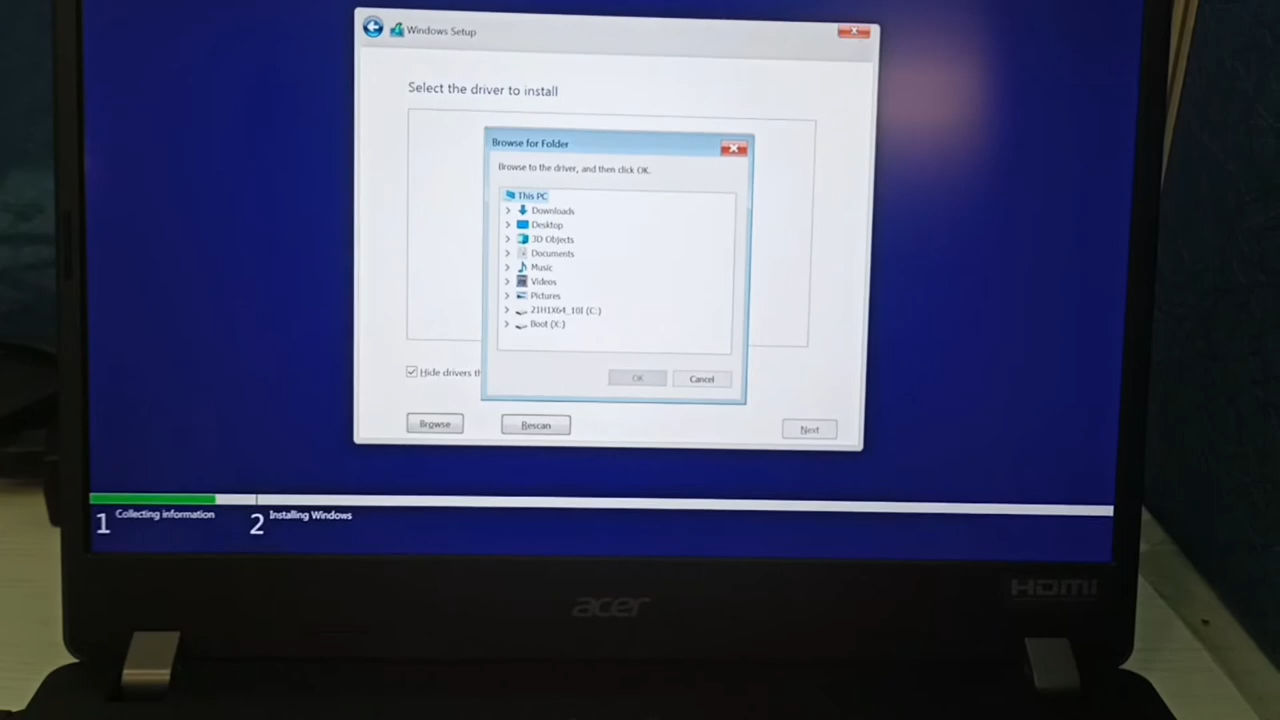 Windows Setup
Select the driver to install
Browse for Folder
Browse to the driver, and then click OK.
This PC
Downloads
Desktop
3D Objects
Documents
Music
Videos
Pictures
21H1X64_10I (C:)
Boot (X:)
OK
Cancel
Hide drivers th
Browse
Rescan
Next
1 Collecting information
2 Installing Windows
HDMI
acer